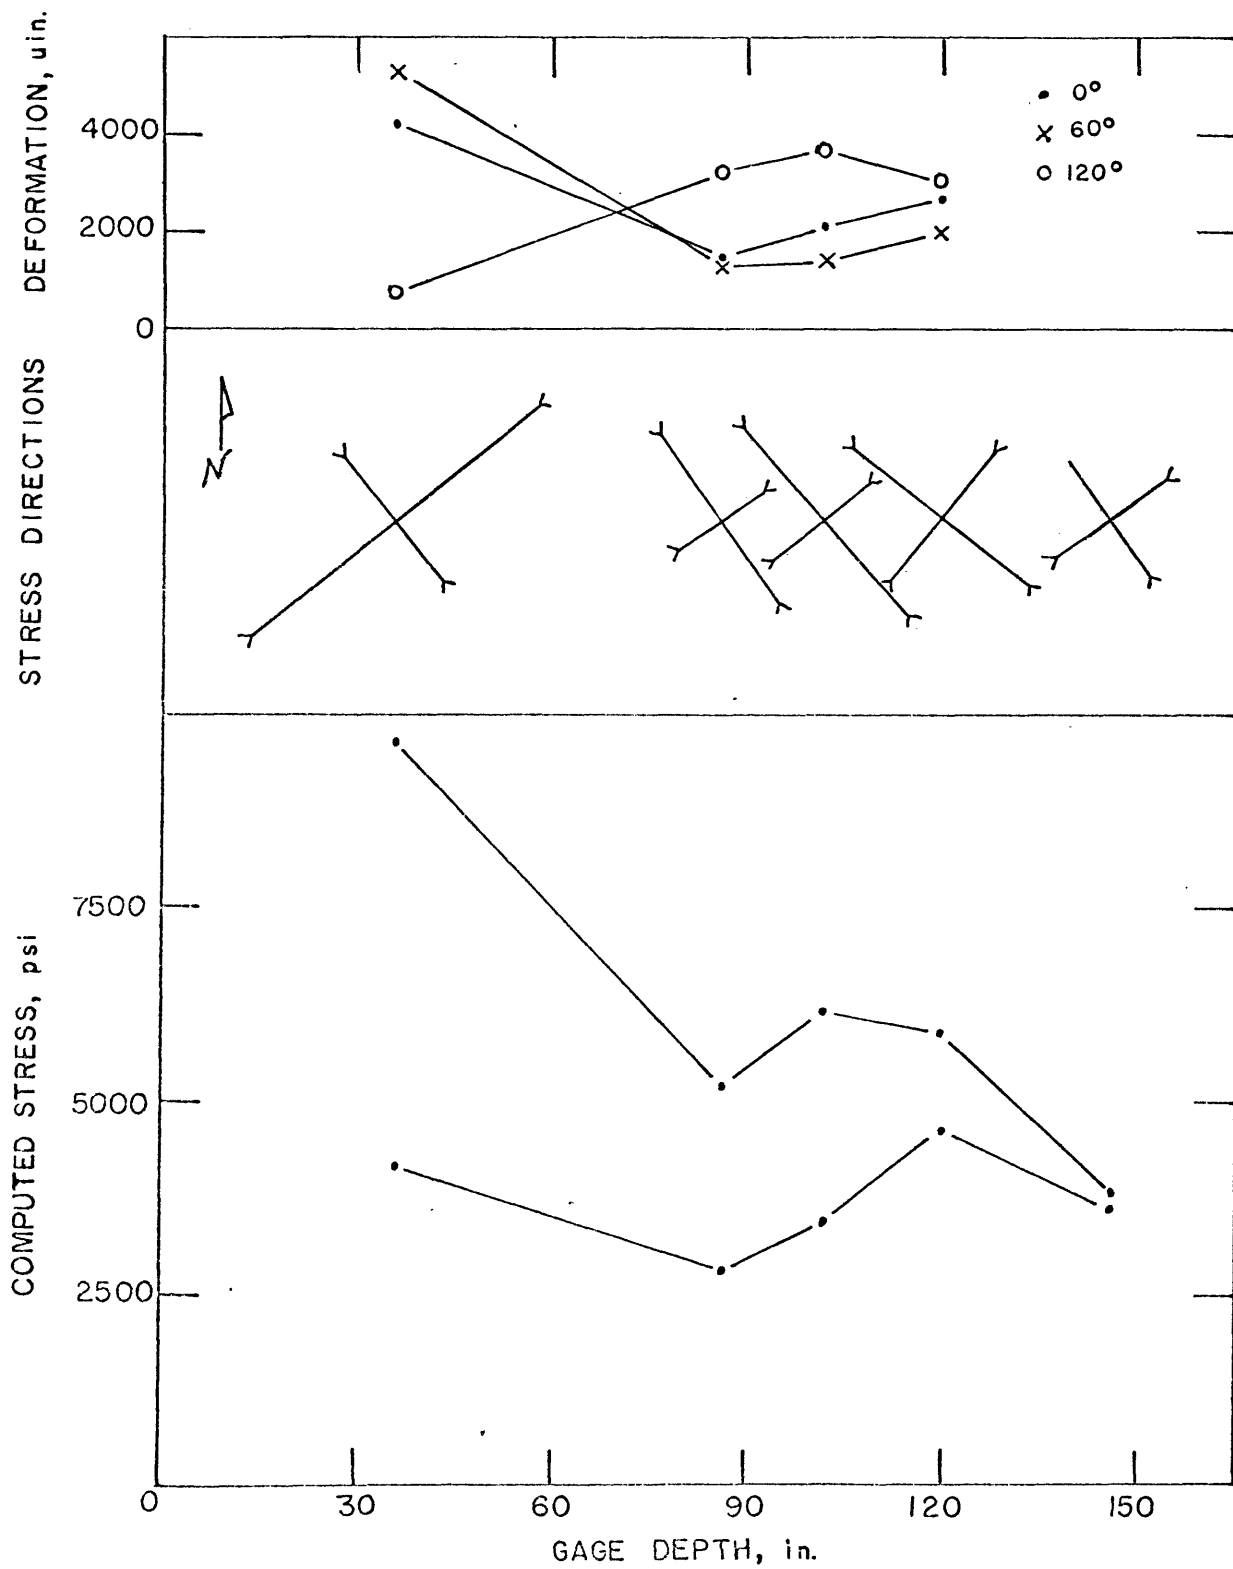 DEFORMATION, uin.
4000
2000
0
• 0°
x 60°
o 120°
STRESS DIRECTIONS
N
COMPUTED STRESS, psi
7500
5000
2500
0
30
60
90
120
150
GAGE DEPTH, in.